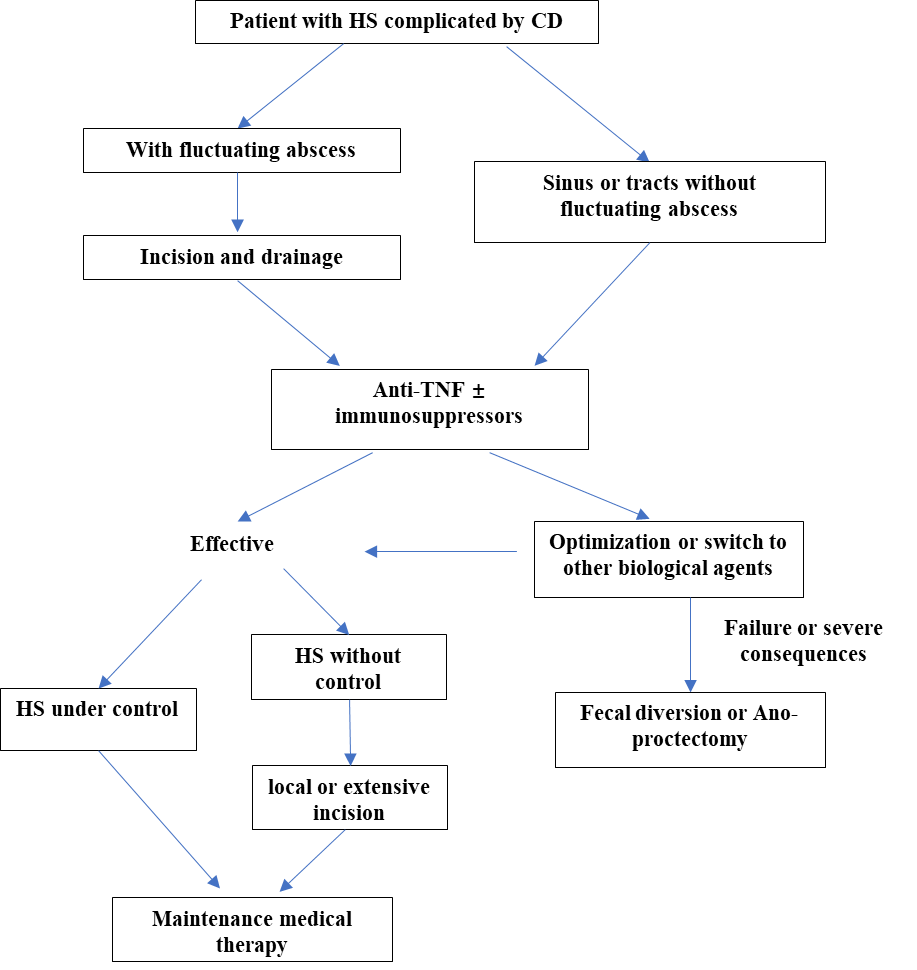 Patient with HS complicated by CD
With fluctuating abscess
Sinus or tracts without
fluctuating abscess
Incision and drainage
Anti-TNF ±
immunosuppressors
Effective
Optimization or switch to
other biological agents
Failure or severe
consequences
HS without
control
HS under control
Fecal diversion or Ano-
proctectomy
local or extensive
incision
Maintenance medical
therapy